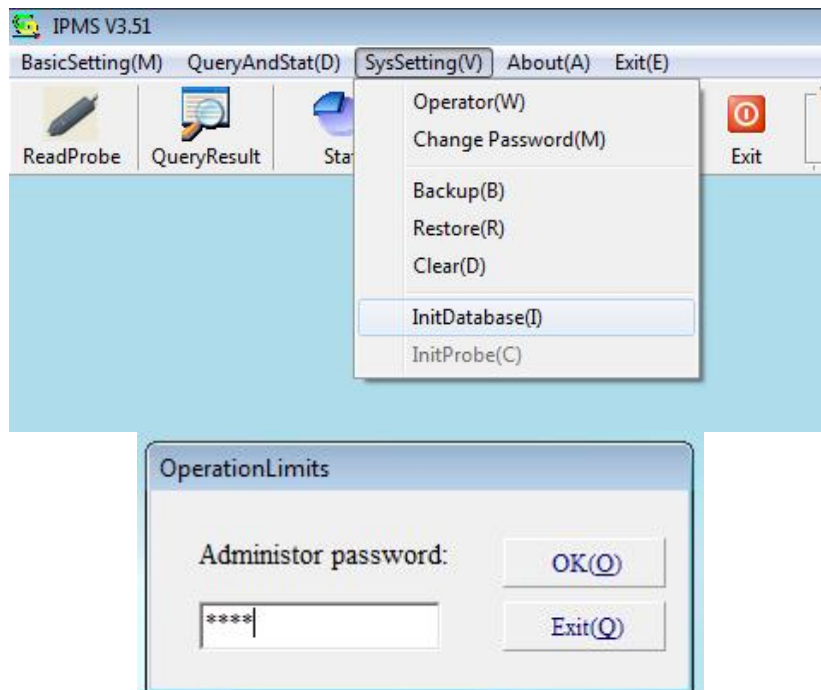 IPMS V3.51
BasicSetting(M) QueryAndStat(D) SysSetting(V) About(A) Exit(E)
ReadProbe QueryResult Stat Exit
Operator(W)
Change Password(M)
Backup(B)
Restore(R)
Clear(D)
InitDatabase(I)
InitProbe(C)
OperationLimits
Administor password:
OK(O)
****
Exit(Q)